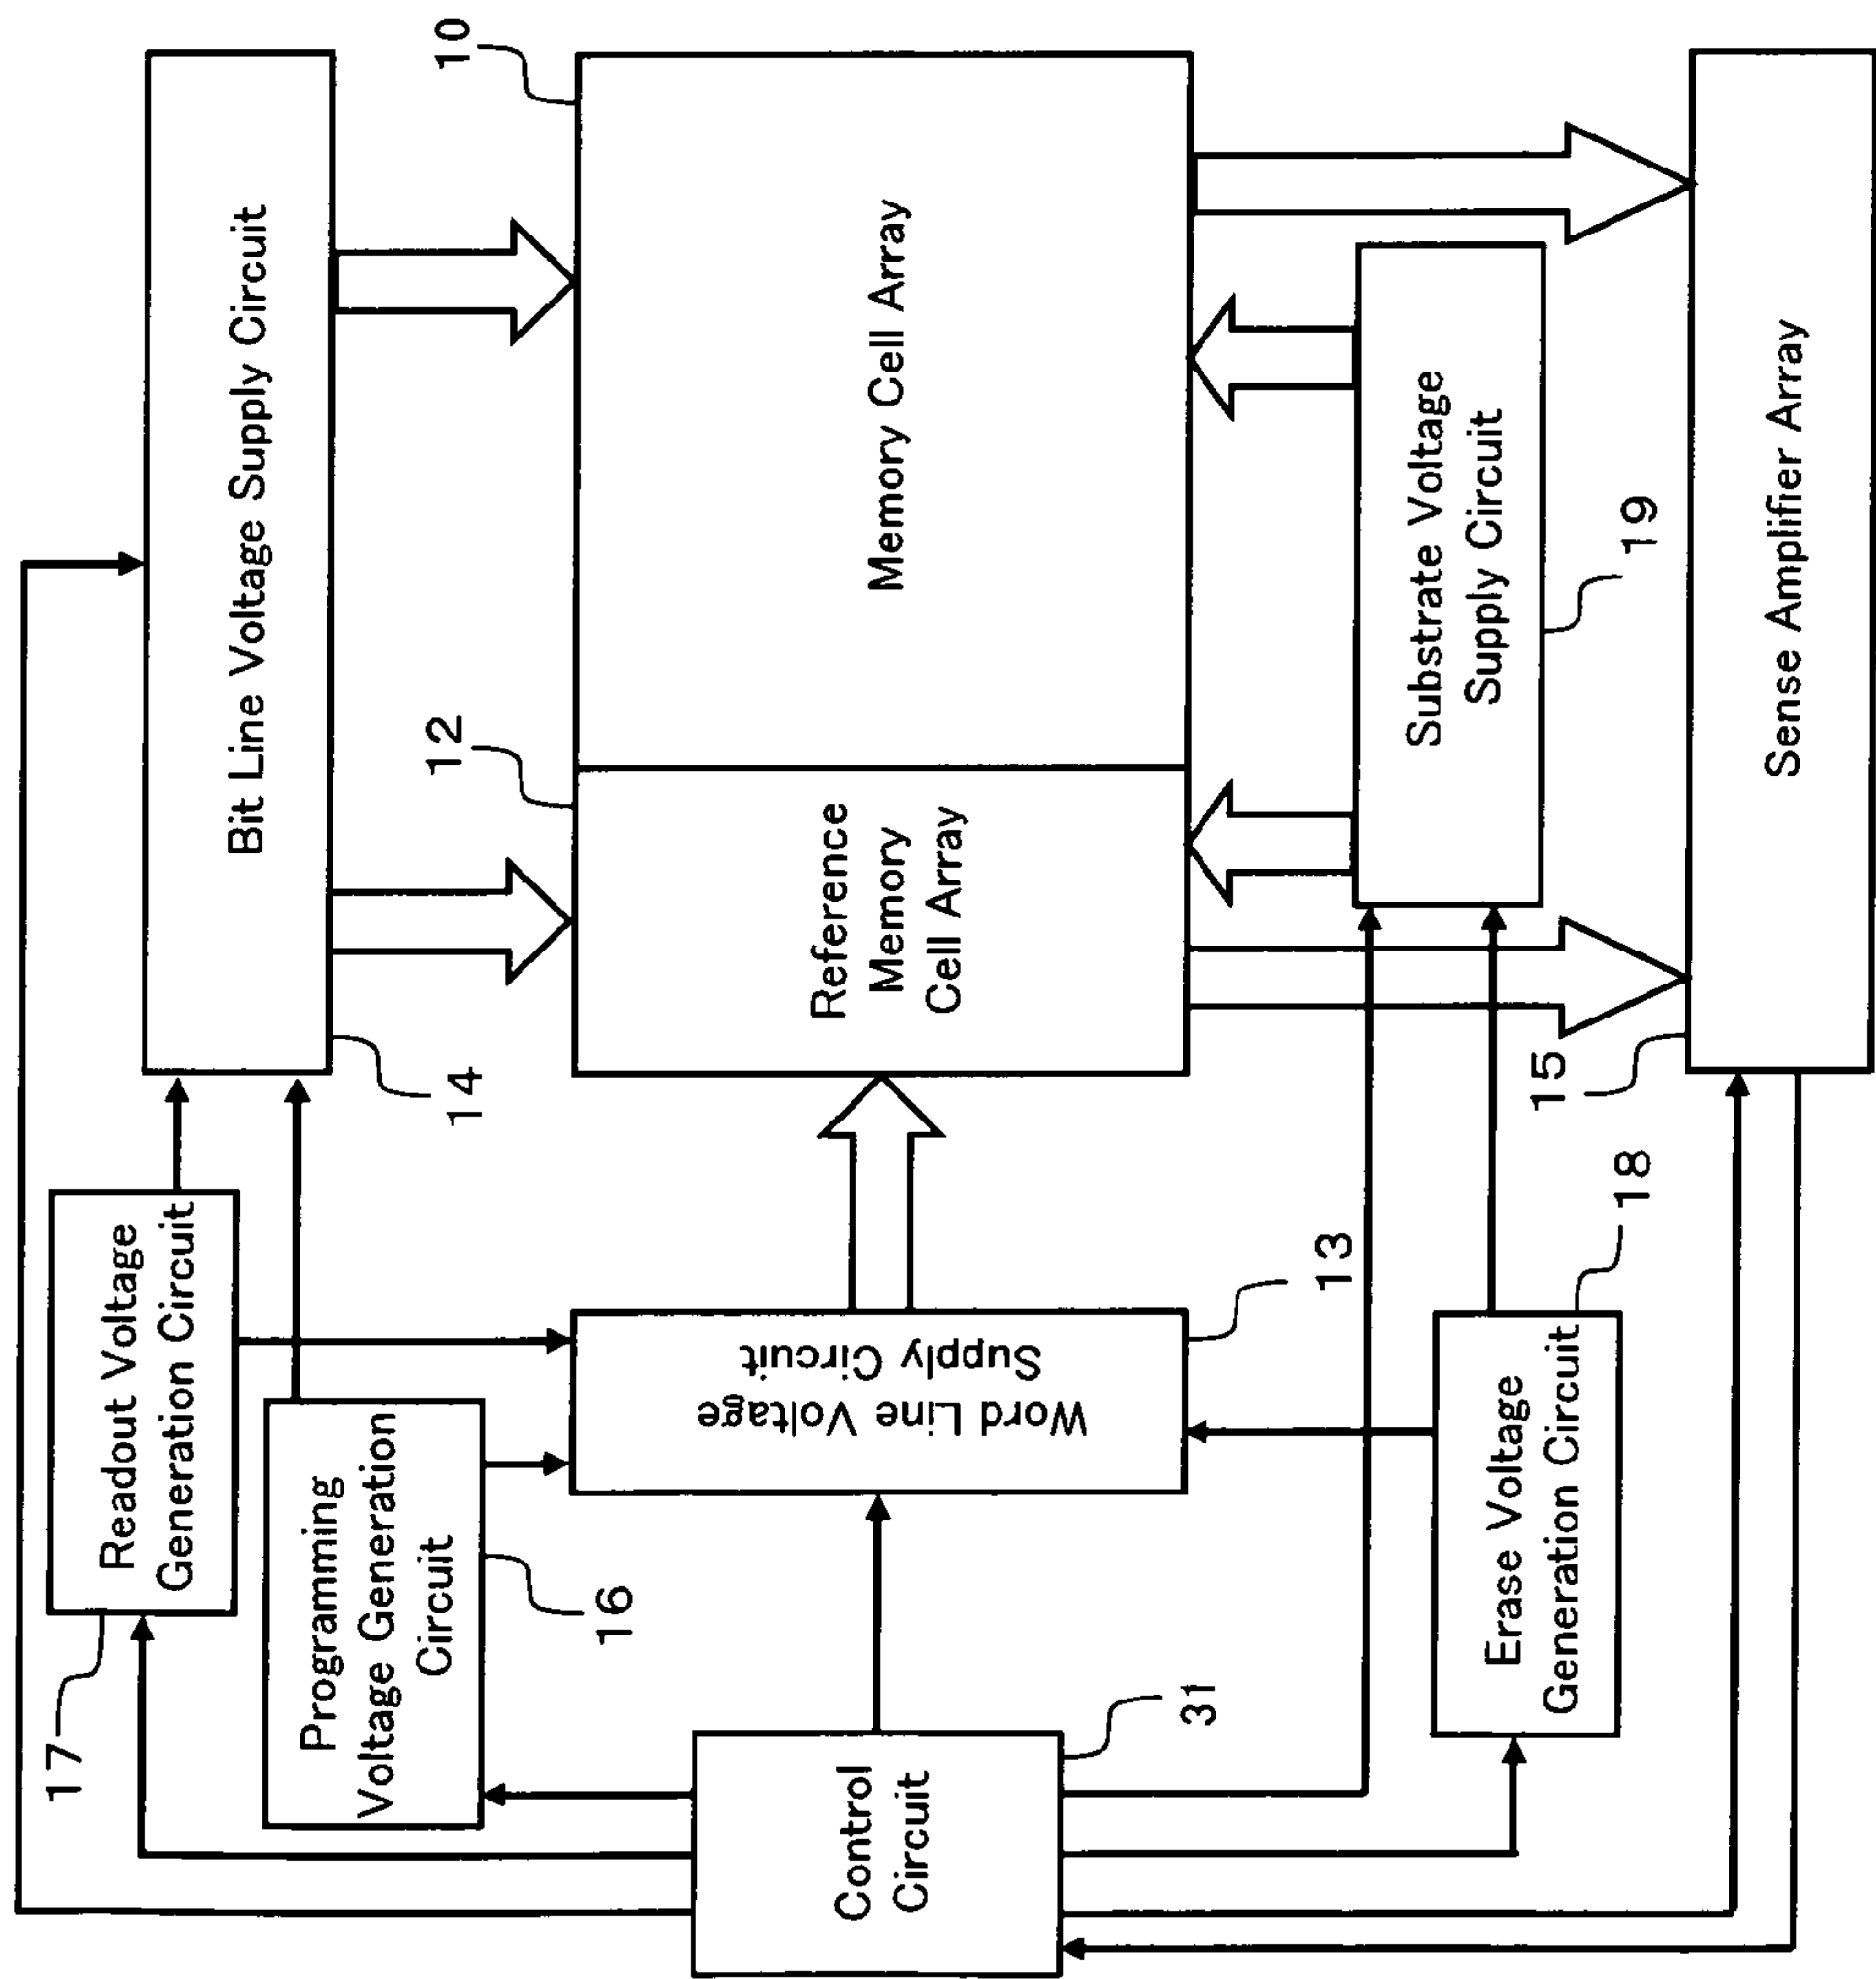 17
Readout Voltage
Generation Circuit
14
Bit Line Voltage Supply Circuit
Programming
Voltage Generation
Circuit
16
12
10
Control
Circuit
31
Word Line Voltage
Supply Circuit
13
Reference
Memory
Cell Array
Memory Cell Array
Erase Voltage
Generation Circuit
18
Substrate Voltage
Supply Circuit
19
15
Sense Amplifier Array